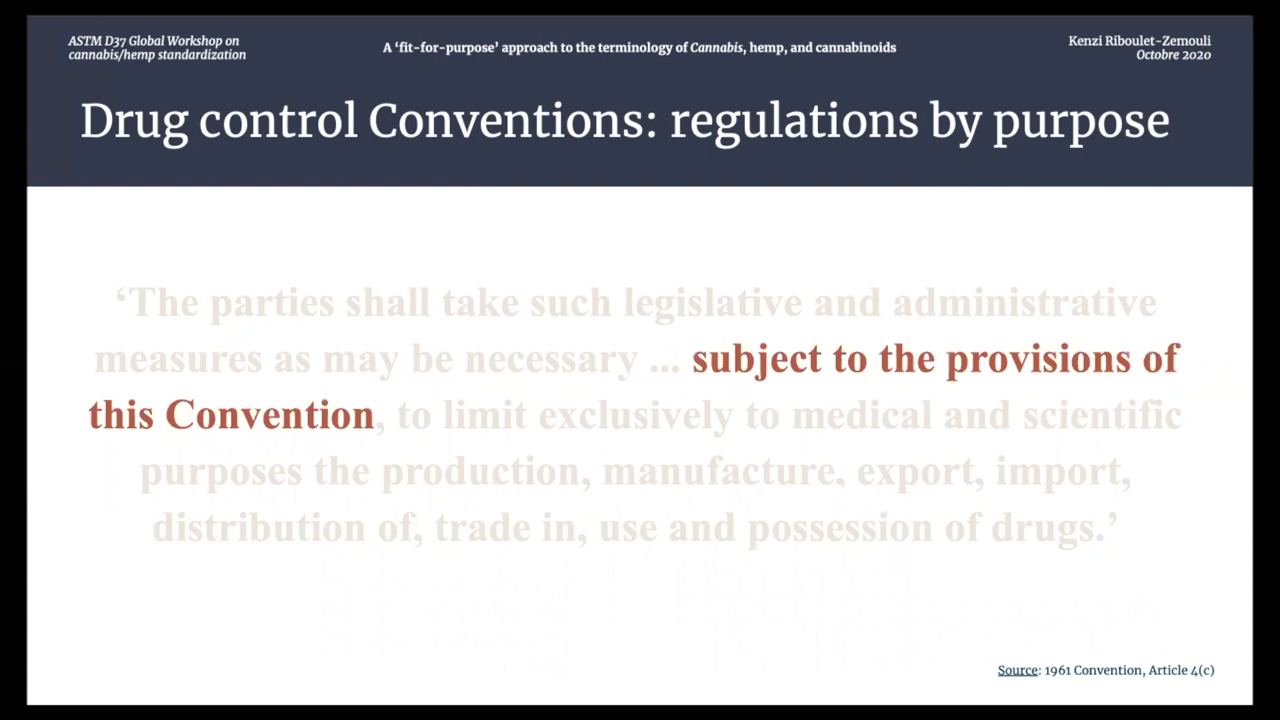 ASTM D37 Global Workshop on
cannabis/hemp standardization
A ‘fit-for-purpose’ approach to the terminology of Cannabis, hemp, and cannabinoids
Kenzi Riboulet-Zemouli
Octobre 2020
Drug control Conventions: regulations by purpose
‘The parties shall take such legislative and administrative
measures as may be necessary ... subject to the provisions of
this Convention, to limit exclusively to medical and scientific
purposes the production, manufacture, export, import,
distribution of, trade in, use and possession of drugs.’
Source: 1961 Convention, Article 4(c)